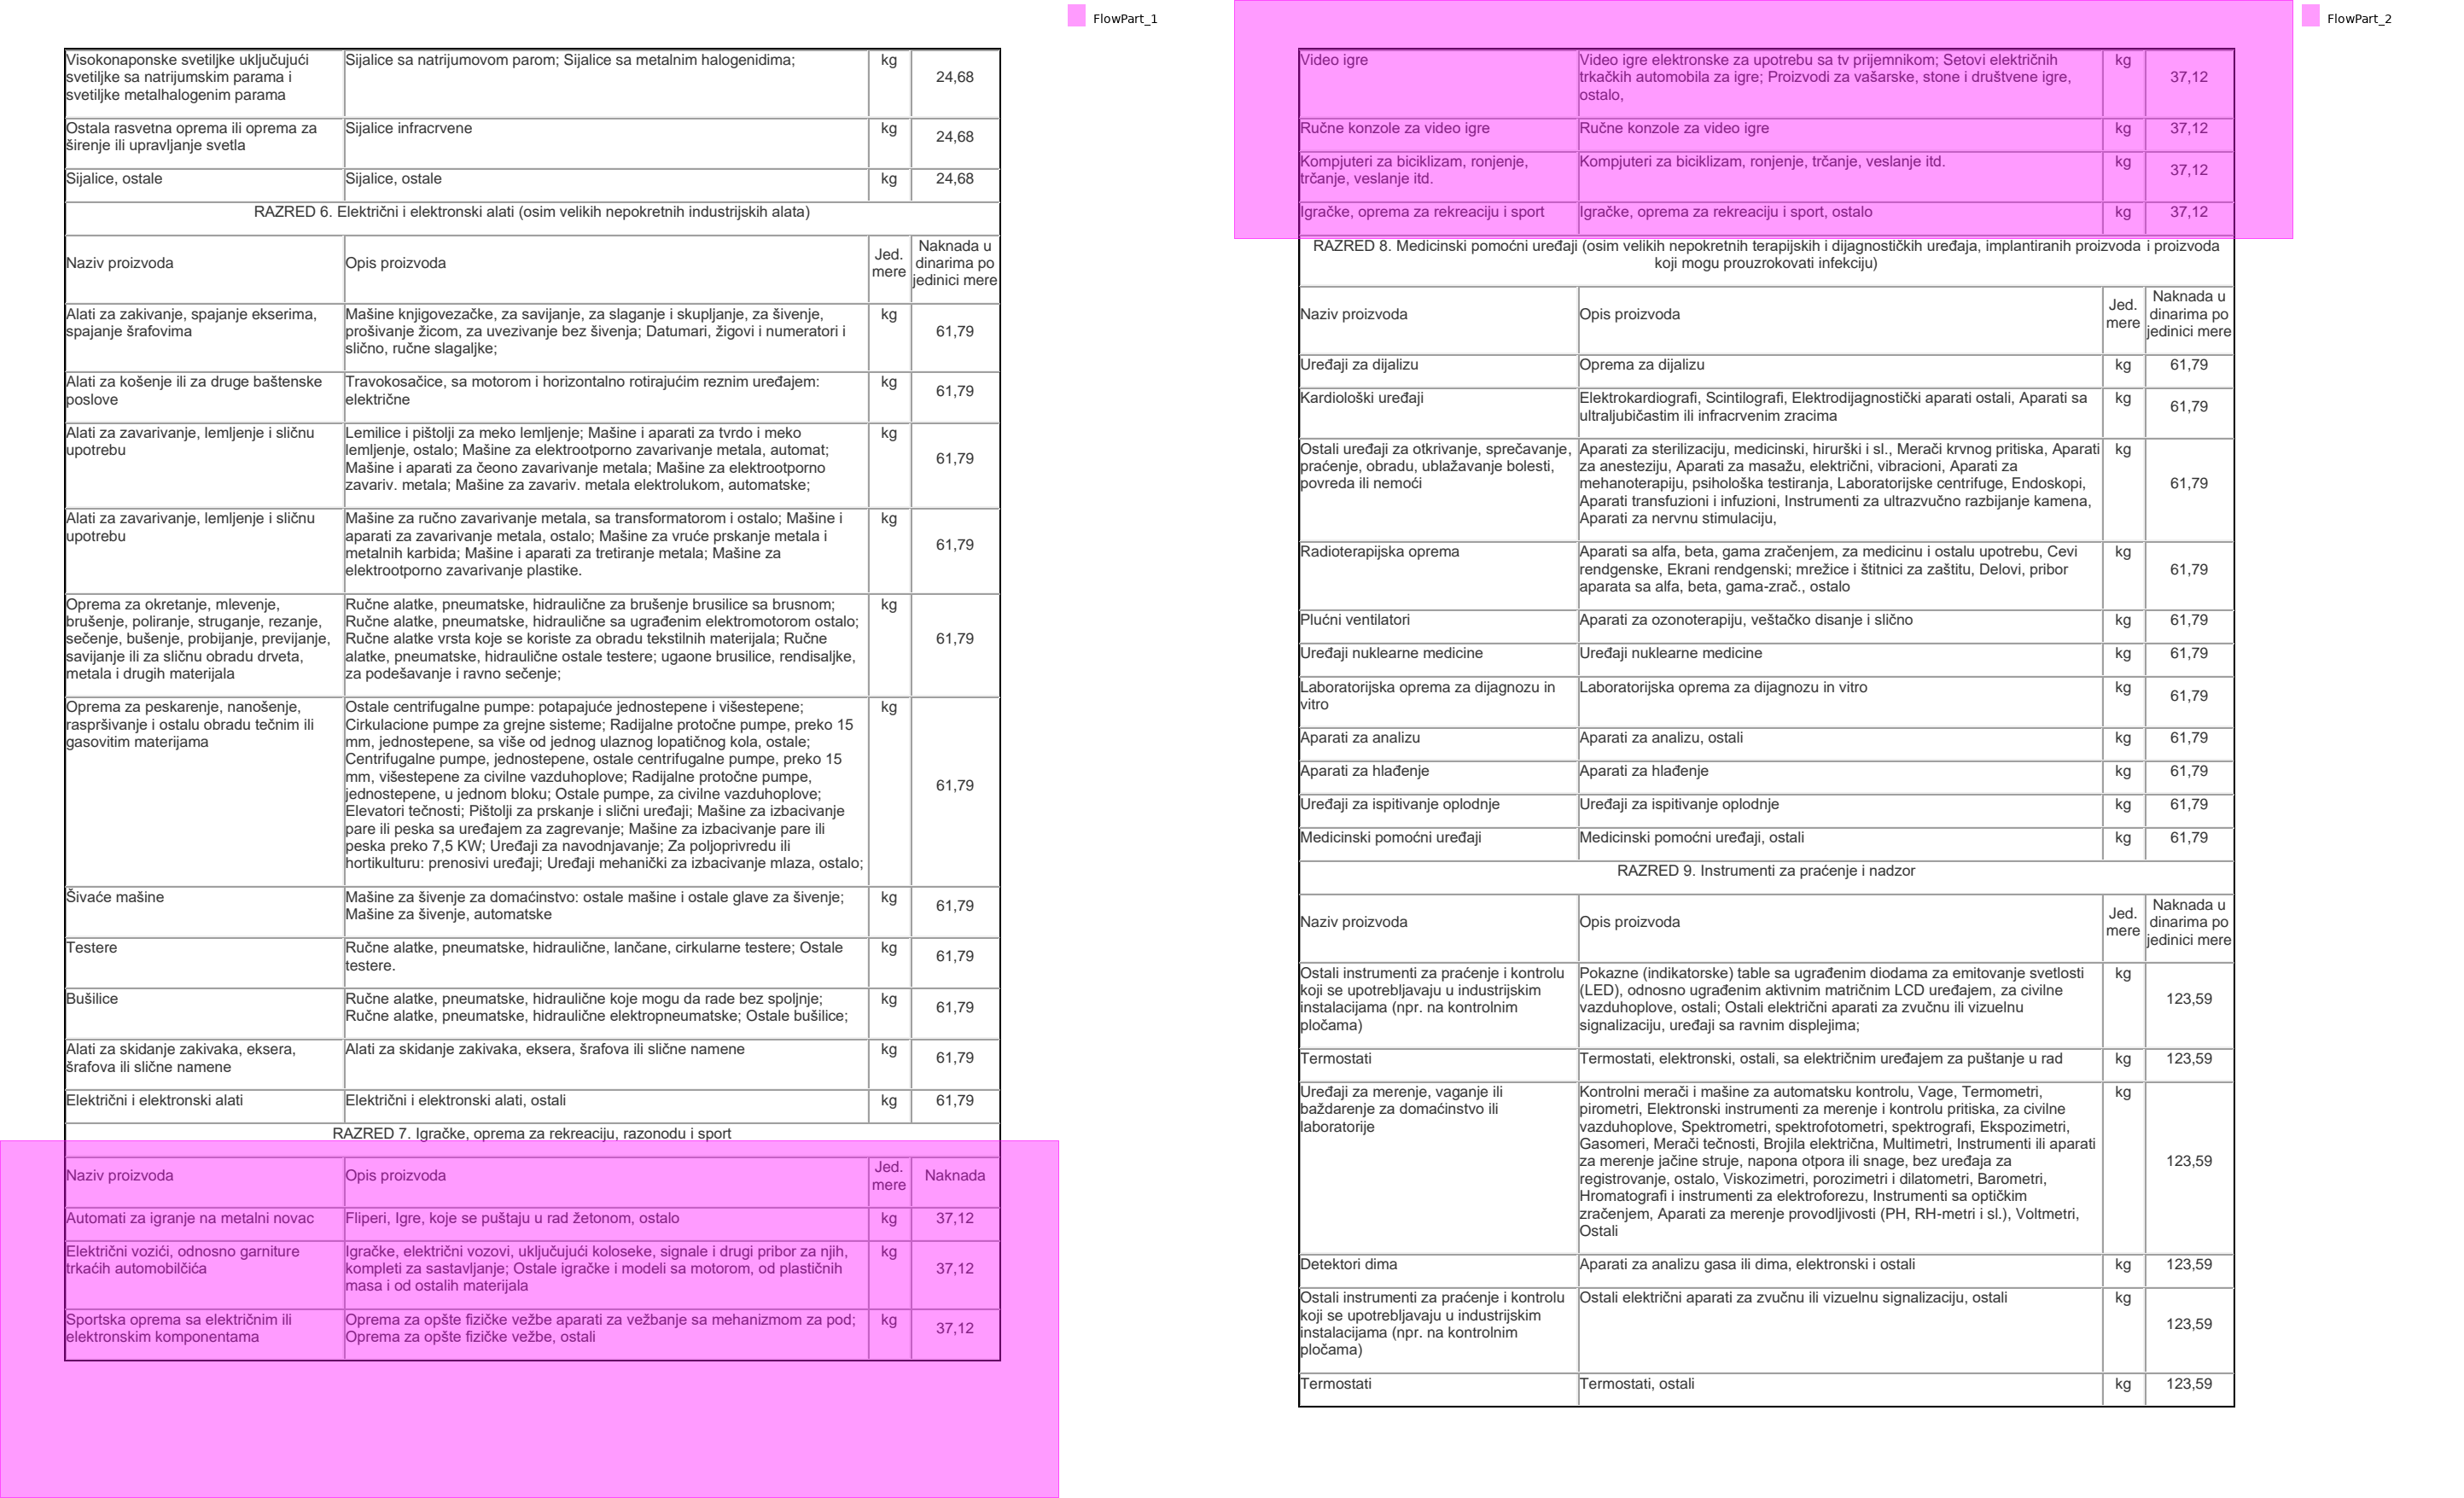 FlowPart_1
Visokonaponske svetiljke uključujući
svetiljke sa natrijumskim parama i
svetiljke metalhalogenim parama
Sijalice sa natrijumovom parom; Sijalice sa metalnim halogenidima;
kg
24,68
Ostala rasvetna oprema ili oprema za
širenje ili upravljanje svetla
Sijalice infracrvene
kg
24,68
Sijalice, ostale
Sijalice, ostale
kg
24,68
RAZRED 6. Električni i elektronski alati (osim velikih nepokretnih industrijskih alata)
Naziv proizvoda
Opis proizvoda
Jed.
mere
Naknada u
dinarima po
jedinici mere
Alati za zakivanje, spajanje ekserima,
spajanje šrafovima
Mašine knjigovezačke, za savijanje, za slaganje i skupljanje, za šivenje,
prošivanje žicom, za uvezivanje bez šivenja; Datumari, žigovi i numeratori i
slično, ručne slagaljke;
kg
61,79
Alati za košenje ili za druge baštenske
poslove
Travokosačice, sa motorom i horizontalno rotirajućim reznim uređajem:
električne
kg
61,79
Alati za zavarivanje, lemljenje i sličnu
upotrebu
Lemilice i pištolji za meko lemljenje; Mašine i aparati za tvrdo i meko
lemljenje, ostalo; Mašine za elektrootporno zavarivanje metala, automat;
Mašine i aparati za čeono zavarivanje metala; Mašine za elektrootporno
zavariv. metala; Mašine za zavariv. metala elektrolukom, automatske;
kg
61,79
Alati za zavarivanje, lemljenje i sličnu
upotrebu
Mašine za ručno zavarivanje metala, sa transformatorom i ostalo; Mašine i
aparati za zavarivanje metala, ostalo; Mašine za vruće prskanje metala i
metalnih karbida; Mašine i aparati za tretiranje metala; Mašine za
elektrootporno zavarivanje plastike.
kg
61,79
Oprema za okretanje, mlevenje,
brušenje, poliranje, struganje, rezanje,
sečenje, bušenje, probijanje, previjanje,
savijanje ili za sličnu obradu drveta,
metala i drugih materijala
Ručne alatke, pneumatske, hidraulične za brušenje brusilice sa brusnom;
Ručne alatke, pneumatske, hidraulične sa ugrađenim elektromotorom ostalo;
Ručne alatke vrsta koje se koriste za obradu tekstilnih materijala; Ručne
alatke, pneumatske, hidraulične ostale testere; ugaone brusilice, rendisaljke,
za podešavanje i ravno sečenje;
kg
61,79
Oprema za peskarenje, nanošenje,
raspršivanje i ostalu obradu tečnim ili
gasovitim materijama
Ostale centrifugalne pumpe: potapajuće jednostepene i višestepene;
Cirkulacione pumpe za grejne sisteme; Radijalne protočne pumpe, preko 15
mm, jednostepene, sa više od jednog ulaznog lopatičnog kola, ostale;
Centrifugalne pumpe, jednostepene, ostale centrifugalne pumpe, preko 15
mm, višestepene za civilne vazduhoplove; Radijalne protočne pumpe,
jednostepene, u jednom bloku; Ostale pumpe, za civilne vazduhoplove;
Elevatori tečnosti; Pištolji za prskanje i slični uređaji; Mašine za izbacivanje
pare ili peska sa uređajem za zagrevanje; Mašine za izbacivanje pare ili
peska preko 7,5 KW; Uređaji za navodnjavanje; Za poljoprivredu ili
hortikulturu: prenosivi uređaji; Uređaji mehanički za izbacivanje mlaza, ostalo;
kg
61,79
Šivaće mašine
Mašine za šivenje za domaćinstvo: ostale mašine i ostale glave za šivenje;
Mašine za šivenje, automatske
kg
61,79
Testere
Ručne alatke, pneumatske, hidraulične, lančane, cirkularne testere; Ostale
testere.
kg
61,79
Bušilice
Ručne alatke, pneumatske, hidraulične koje mogu da rade bez spoljnje;
Ručne alatke, pneumatske, hidraulične elektropneumatske; Ostale bušilice;
kg
61,79
Alati za skidanje zakivaka, eksera,
šrafova ili slične namene
Alati za skidanje zakivaka, eksera, šrafova ili slične namene
kg
61,79
Električni i elektronski alati
Električni i elektronski alati, ostali
kg
61,79
RAZRED 7. Igračke, oprema za rekreaciju, razonodu i sport
Naziv proizvoda
Opis proizvoda
Jed.
mere
Naknada
Automati za igranje na metalni novac
Fliperi, Igre, koje se puštaju u rad žetonom, ostalo
kg
37,12
Električni vozići, odnosno garniture
trkaćih automobilčića
Igračke, električni vozovi, uključujući koloseke, signale i drugi pribor za njih,
kompleti za sastavljanje; Ostale igračke i modeli sa motorom, od plastičnih
masa i od ostalih materijala
kg
37,12
Sportska oprema sa električnim ili
elektronskim komponentama
Oprema za opšte fizičke vežbe aparati za vežbanje sa mehanizmom za pod;
Oprema za opšte fizičke vežbe, ostali
kg
37,12
FlowPart_2
Video igre
Video igre elektronske za upotrebu sa tv prijemnikom; Setovi električnih
trkačkih automobila za igre; Proizvodi za vašarske, stone i društvene igre,
ostalo,
kg
37,12
Ručne konzole za video igre
Ručne konzole za video igre
kg
37,12
Kompjuteri za biciklizam, ronjenje,
trčanje, veslanje itd.
Kompjuteri za biciklizam, ronjenje, trčanje, veslanje itd.
kg
37,12
Igračke, oprema za rekreaciju i sport
Igračke, oprema za rekreaciju i sport, ostalo
kg
37,12
RAZRED 8. Medicinski pomoćni uređaji (osim velikih nepokretnih terapijskih i dijagnostičkih uređaja, implantiranih proizvoda i proizvoda
koji mogu prouzrokovati infekciju)
Naziv proizvoda
Opis proizvoda
Jed.
mere
Naknada u
dinarima po
jedinici mere
Uređaji za dijalizu
Oprema za dijalizu
kg
61,79
Kardiološki uređaji
Elektrokardiografi, Scintilografi, Elektrodijagnostički aparati ostali, Aparati sa
ultraljubičastim ili infracrvenim zracima
kg
61,79
Ostali uređaji za otkrivanje, sprečavanje,
praćenje, obradu, ublažavanje bolesti,
povreda ili nemoći
Aparati za sterilizaciju, medicinski, hirurški i sl., Merači krvnog pritiska, Aparati
za anesteziju, Aparati za masažu, električni, vibracioni, Aparati za
mehanoterapiju, psihološka testiranja, Laboratorijske centrifuge, Endoskopi,
Aparati transfuzioni i infuzioni, Instrumenti za ultrazvučno razbijanje kamena,
Aparati za nervnu stimulaciju,
kg
61,79
Radioterapijska oprema
Aparati sa alfa, beta, gama zračenjem, za medicinu i ostalu upotrebu, Cevi
rendgenske, Ekrani rendgenski; mrežice i štitnici za zaštitu, Delovi, pribor
aparata sa alfa, beta, gama-zrač., ostalo
kg
61,79
Plućni ventilatori
Aparati za ozonoterapiju, veštačko disanje i slično
kg
61,79
Uređaji nuklearne medicine
Uređaji nuklearne medicine
kg
61,79
Laboratorijska oprema za dijagnozu in
vitro
Laboratorijska oprema za dijagnozu in vitro
kg
61,79
Aparati za analizu
Aparati za analizu, ostali
kg
61,79
Aparati za hlađenje
Aparati za hlađenje
kg
61,79
Uređaji za ispitivanje oplodnje
Uređaji za ispitivanje oplodnje
kg
61,79
Medicinski pomoćni uređaji
Medicinski pomoćni uređaji, ostali
kg
61,79
RAZRED 9. Instrumenti za praćenje i nadzor
Naziv proizvoda
Opis proizvoda
Jed.
mere
Naknada u
dinarima po
jedinici mere
Ostali instrumenti za praćenje i kontrolu
koji se upotrebljavaju u industrijskim
instalacijama (npr. na kontrolnim
pločama)
Pokazne (indikatorske) table sa ugrađenim diodama za emitovanje svetlosti
(LED), odnosno ugrađenim aktivnim matričnim LCD uređajem, za civilne
vazduhoplove, ostali; Ostali električni aparati za zvučnu ili vizuelnu
signalizaciju, uređaji sa ravnim displejima;
kg
123,59
Termostati
Termostati, elektronski, ostali, sa električnim uređajem za puštanje u rad
kg
123,59
Uređaji za merenje, vaganje ili
baždarenje za domaćinstvo ili
laboratorije
Kontrolni merači i mašine za automatsku kontrolu, Vage, Termometri,
pirometri, Elektronski instrumenti za merenje i kontrolu pritiska, za civilne
vazduhoplove, Spektrometri, spektrofotometri, spektrografi, Ekspozimetri,
Gasomeri, Merači tečnosti, Brojila električna, Multimetri, Instrumenti ili aparati
za merenje jačine struje, napona otpora ili snage, bez uređaja za
registrovanje, ostalo, Viskozimetri, porozimetri i dilatometri, Barometri,
Hromatografi i instrumenti za elektroforezu, Instrumenti sa optičkim
zračenjem, Aparati za merenje provodljivosti (PH, RH-metri i sl.), Voltmetri,
Ostali
kg
123,59
Detektori dima
Aparati za analizu gasa ili dima, elektronski i ostali
kg
123,59
Ostali instrumenti za praćenje i kontrolu
koji se upotrebljavaju u industrijskim
instalacijama (npr. na kontrolnim
pločama)
Ostali električni aparati za zvučnu ili vizuelnu signalizaciju, ostali
kg
123,59
Termostati
Termostati, ostali
kg
123,59